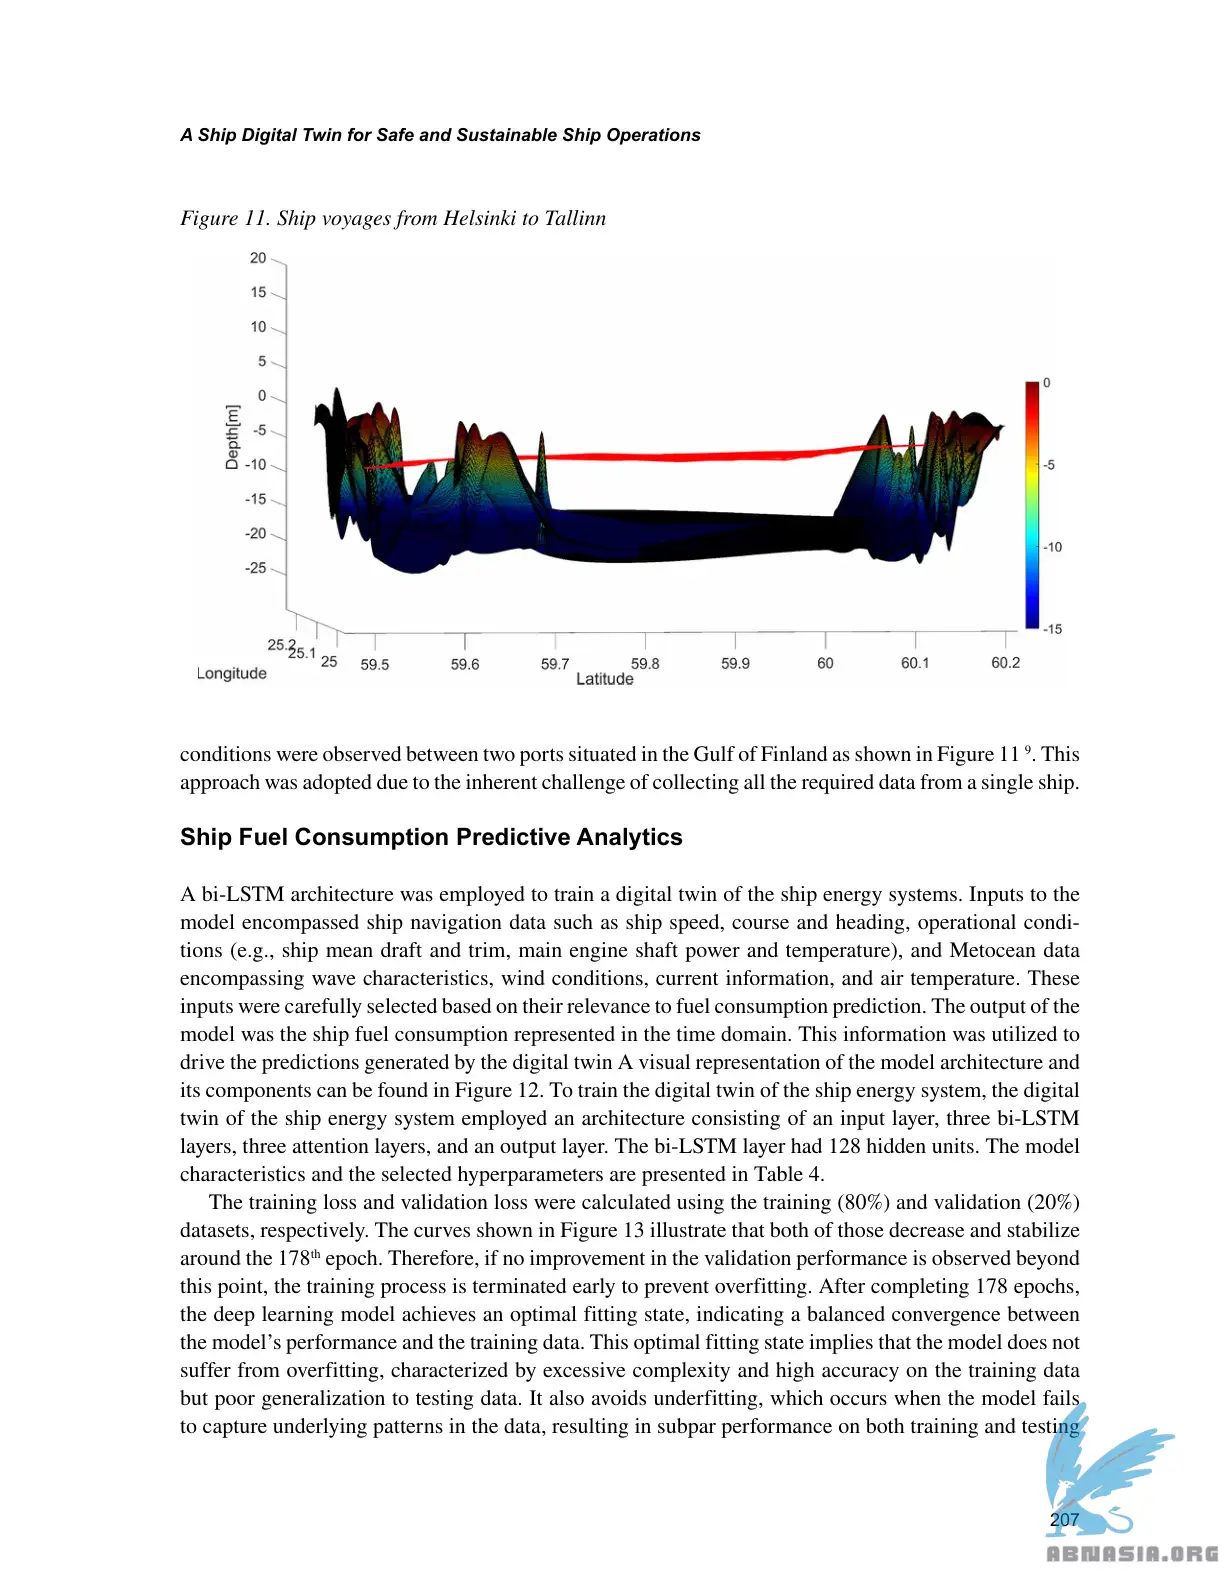 A Ship Digital Twin for Safe and Sustainable Ship Operations
Figure 11. Ship voyages from Helsinki to Tallinn
20
15
10
5
0
-5
-10
-15
-20
-25
Depth[m]
0
-5
-10
-15
25.2
25.1
25
Longitude
59.5
59.6
59.7
59.8
59.9
60
60.1
60.2
Latitude
conditions were observed between two ports situated in the Gulf of Finland as shown in Figure 11 9. This
approach was adopted due to the inherent challenge of collecting all the required data from a single ship.
Ship Fuel Consumption Predictive Analytics
A bi-LSTM architecture was employed to train a digital twin of the ship energy systems. Inputs to the
model encompassed ship navigation data such as ship speed, course and heading, operational condi-
tions (e.g., ship mean draft and trim, main engine shaft power and temperature), and Metocean data
encompassing wave characteristics, wind conditions, current information, and air temperature. These
inputs were carefully selected based on their relevance to fuel consumption prediction. The output of the
model was the ship fuel consumption represented in the time domain. This information was utilized to
drive the predictions generated by the digital twin A visual representation of the model architecture and
its components can be found in Figure 12. To train the digital twin of the ship energy system, the digital
twin of the ship energy system employed an architecture consisting of an input layer, three bi-LSTM
layers, three attention layers, and an output layer. The bi-LSTM layer had 128 hidden units. The model
characteristics and the selected hyperparameters are presented in Table 4.
The training loss and validation loss were calculated using the training (80%) and validation (20%)
datasets, respectively. The curves shown in Figure 13 illustrate that both of those decrease and stabilize
around the 178th epoch. Therefore, if no improvement in the validation performance is observed beyond
this point, the training process is terminated early to prevent overfitting. After completing 178 epochs,
the deep learning model achieves an optimal fitting state, indicating a balanced convergence between
the model's performance and the training data. This optimal fitting state implies that the model does not
suffer from overfitting, characterized by excessive complexity and high accuracy on the training data
but poor generalization to testing data. It also avoids underfitting, which occurs when the model fails
to capture underlying patterns in the data, resulting in subpar performance on both training and testing
207
ABNASIA.ORG